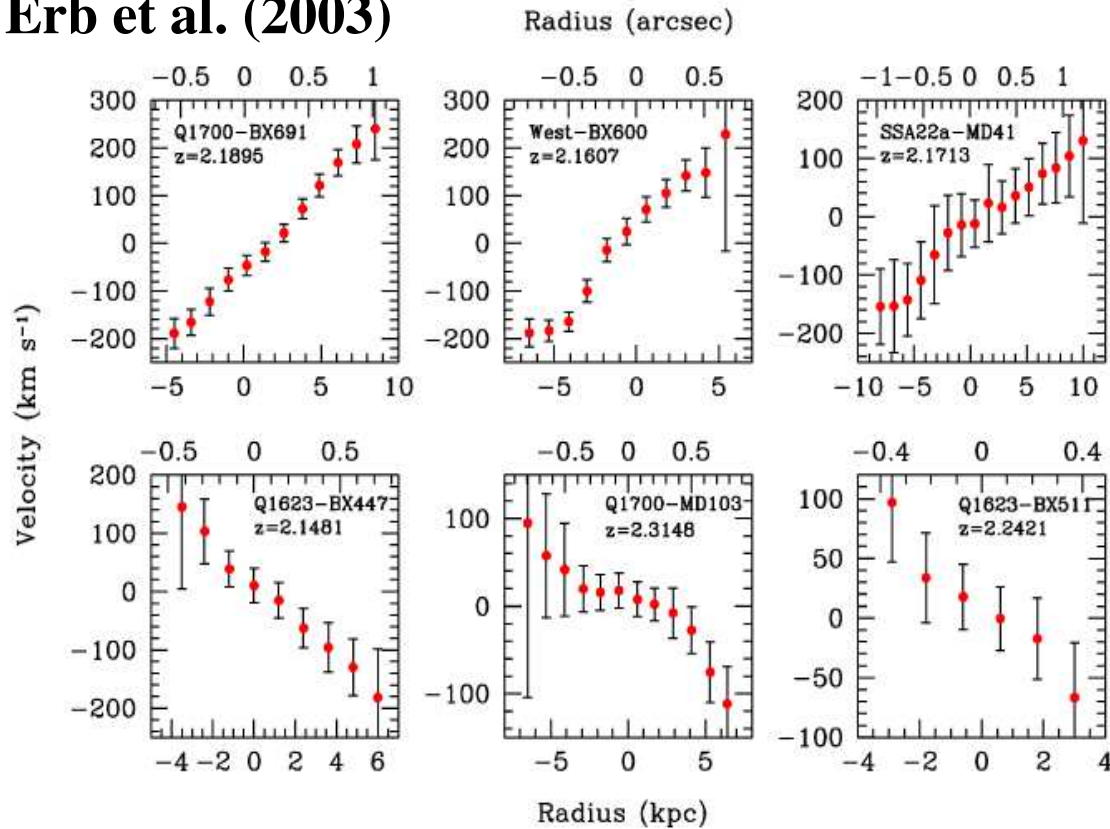 Erb et al. (2003)
Radius (arcsec)
−0.5 0 0.5 1
−0.5 0 0.5
−1 −0.5 0 0.5 1
300
200
100
0
−100
−200
Q1700−BX691
z=2.1895
300
200
100
0
−100
−200
West−BX600
z=2.1607
200
100
0
−100
−200
SSA22a−MD41
z=2.1713
−5 0 5 10
−5 0 5
−10 −5 0 5 10
Velocity (km s⁻¹)
−0.5 0 0.5
−0.5 0 0.5
−0.4 0 0.4
200
100
0
−100
−200
Q1623−BX447
z=2.1481
100
0
−100
Q1700−MD103
z=2.3148
100
50
0
−50
−100
Q1623−BX511
z=2.2421
−4 −2 0 2 4 6
−5 0 5
−4 −2 0 2 4
Radius (kpc)